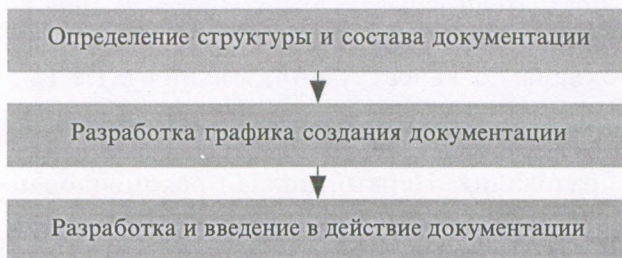 Определение структуры и состава документации
Разработка графика создания документации
Разработка и введение в действие документации